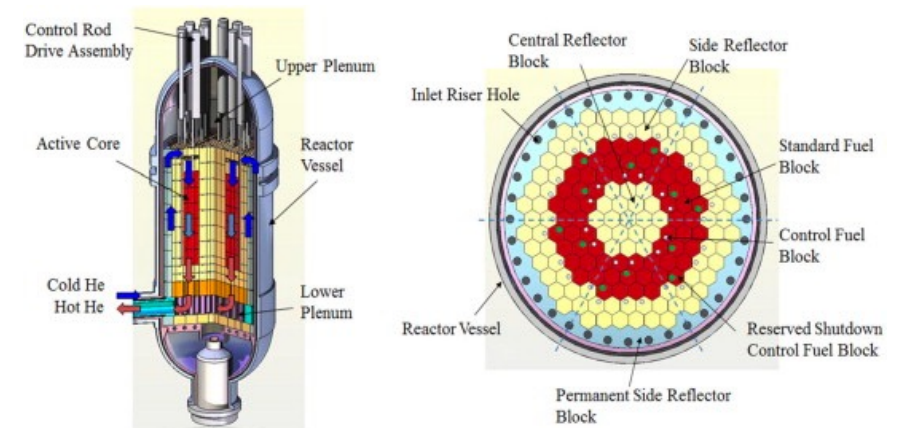 Control Rod
Drive Assembly
Upper Plenum
Active Core
Reactor
Vessel
Cold He
Hot He
Lower
Plenum
Central Reflector
Block
Side Reflector
Block
Inlet Riser Hole
Standard Fuel
Block
Control Fuel
Block
Reactor Vessel
Reserved Shutdown
Control Fuel Block
Permanent Side Reflector
Block